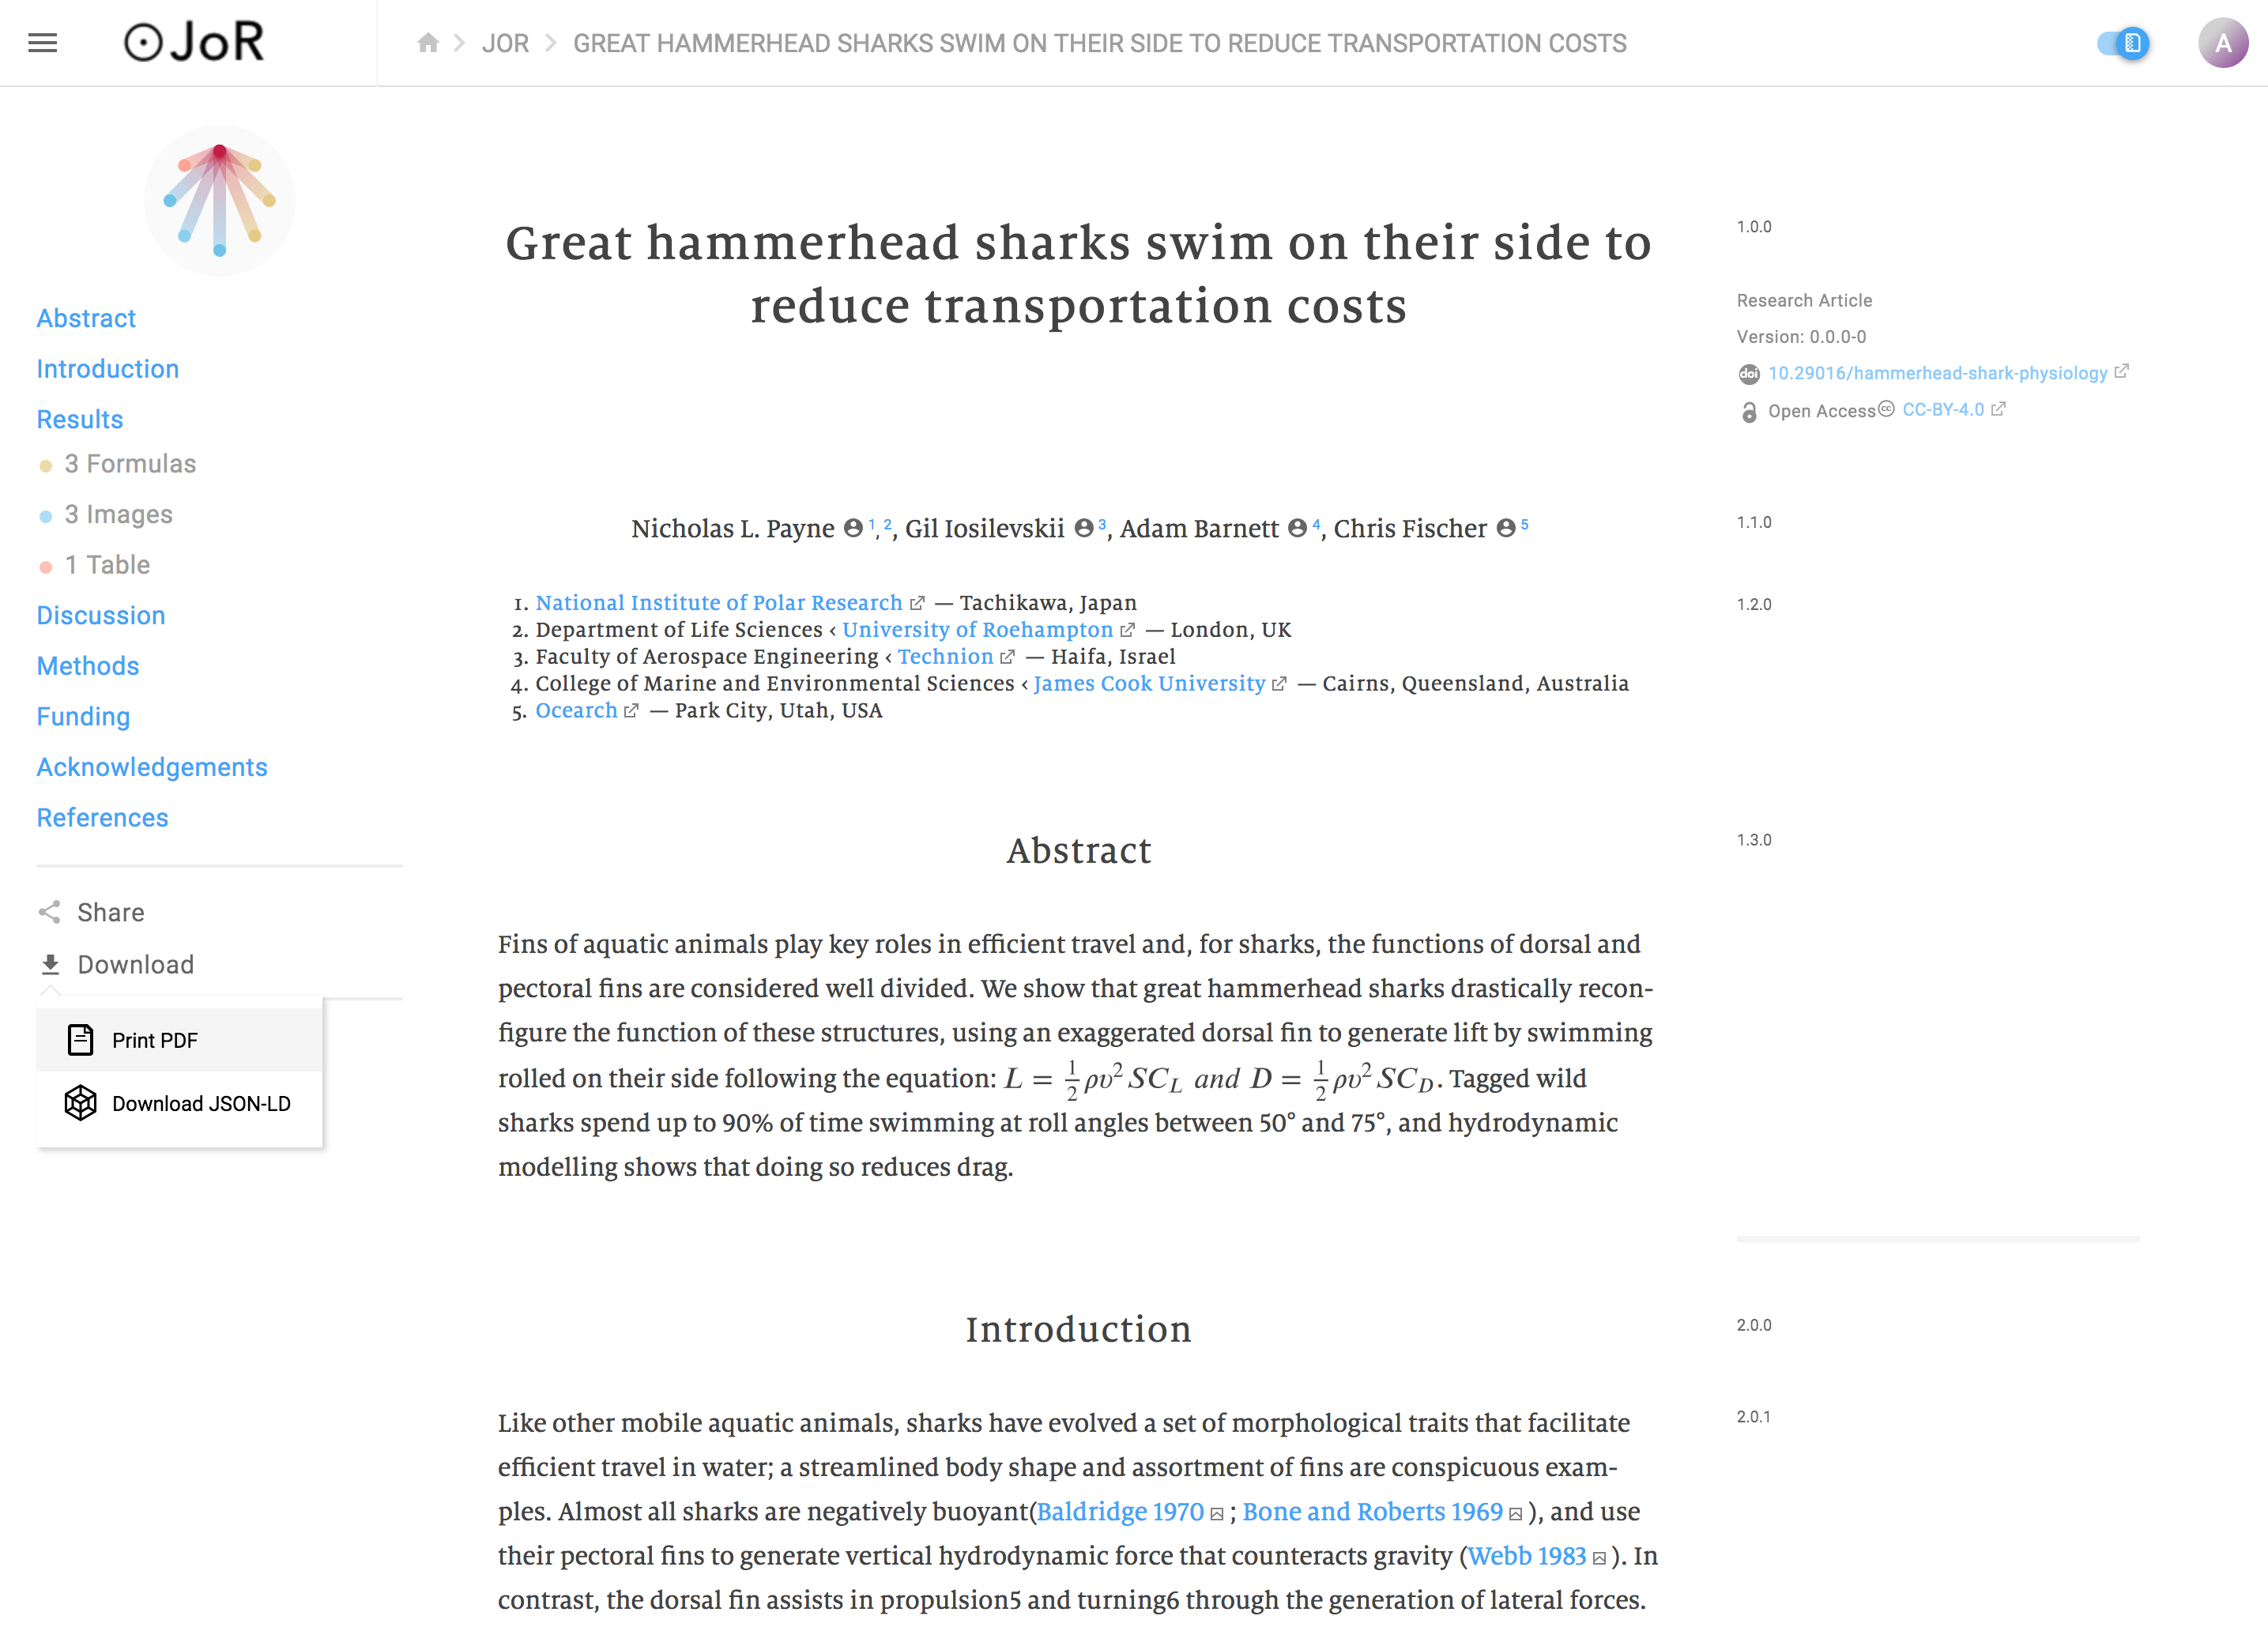 JoR
JOR
GREAT HAMMERHEAD SHARKS SWIM ON THEIR SIDE TO REDUCE TRANSPORTATION COSTS
A
Abstract
Introduction
Results
3 Formulas
3 Images
1 Table
Discussion
Methods
Funding
Acknowledgements
References
Share
Download
Print PDF
Download JSON-LD
Great hammerhead sharks swim on their side to
reduce transportation costs
1.0.0
Research Article
Version: 0.0.0-0
doi 10.29016/hammerhead-shark-physiology
Open Access cc CC-BY-4.0
Nicholas L. Payne 1, 2, Gil Iosilevskii 3, Adam Barnett 4, Chris Fischer 5
1.1.0
1. National Institute of Polar Research — Tachikawa, Japan
2. Department of Life Sciences ‹ University of Roehampton — London, UK
3. Faculty of Aerospace Engineering ‹ Technion — Haifa, Israel
4. College of Marine and Environmental Sciences ‹ James Cook University — Cairns, Queensland, Australia
5. Ocearch — Park City, Utah, USA
1.2.0
Abstract
1.3.0
Fins of aquatic animals play key roles in efficient travel and, for sharks, the functions of dorsal and
pectoral fins are considered well divided. We show that great hammerhead sharks drastically recon-
figure the function of these structures, using an exaggerated dorsal fin to generate lift by swimming
rolled on their side following the equation: L = 1/2 ρυ² SC_L and D = 1/2 ρυ² SC_D. Tagged wild
sharks spend up to 90% of time swimming at roll angles between 50° and 75°, and hydrodynamic
modelling shows that doing so reduces drag.
Introduction
2.0.0
Like other mobile aquatic animals, sharks have evolved a set of morphological traits that facilitate
2.0.1
efficient travel in water; a streamlined body shape and assortment of fins are conspicuous exam-
ples. Almost all sharks are negatively buoyant(Baldridge 1970 ; Bone and Roberts 1969 ), and use
their pectoral fins to generate vertical hydrodynamic force that counteracts gravity (Webb 1983 ). In
contrast, the dorsal fin assists in propulsion5 and turning6 through the generation of lateral forces.